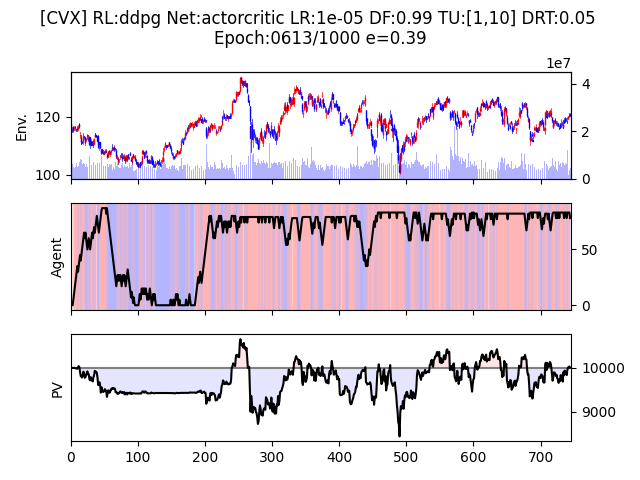 [CVX] RL:ddpg Net:actorcritic LR:1e-05 DF:0.99 TU:[1,10] DRT:0.05
Epoch:0613/1000 e=0.39
1e7
Env.
120
100
4
2
0
Agent
50
0
PV
10000
9000
0 100 200 300 400 500 600 700